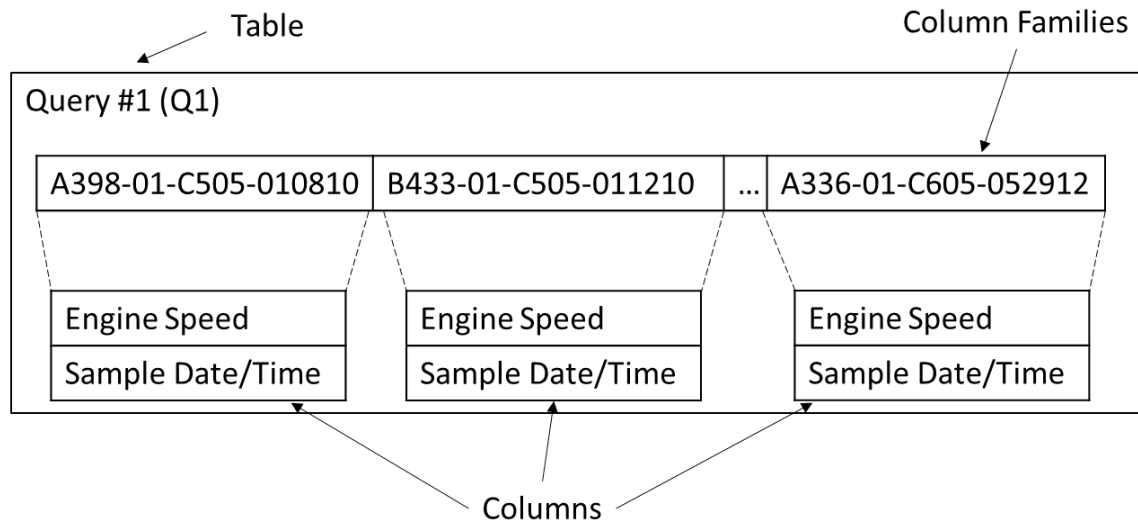 Table
Column Families
Query #1 (Q1)
A398-01-C505-010810 B433-01-C505-011210 ... A336-01-C605-052912
Engine Speed Engine Speed Engine Speed
Sample Date/Time Sample Date/Time Sample Date/Time
Columns